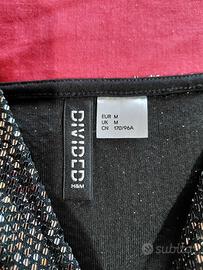 DIVIDED
H&M
EUR M
UK M
CN 170/96A
subito